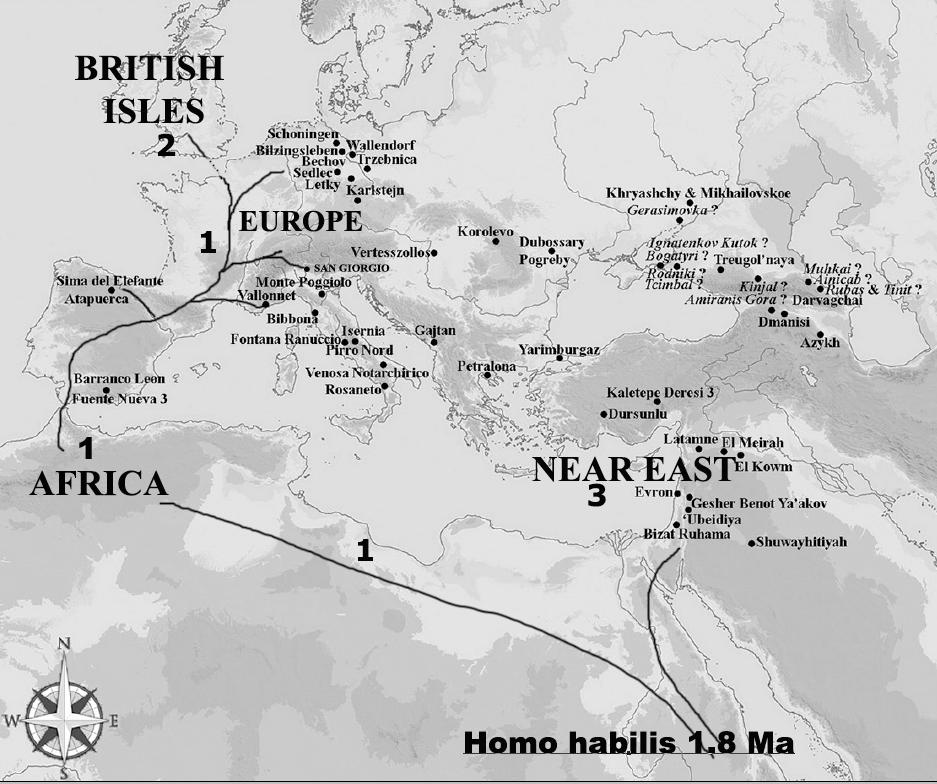 BRITISH
ISLES
2
Schoningen
Bilzingsleben
Wallendorf
Bechov
Trzebnica
Sedlec
Letky
Karlstejn
EUROPE
1
Khryashchy & Mikhailovskoe
Gerasimovka ?
Korolevo
Dubossary
Pogreby
Vertesszollos
Ignatenkov Kutok ?
Bogatyri ?
Treugol'naya
Rodniki ?
Tcimbal ?
Muhkai ?
Ainicab ?
Kinjal ?
Rubas & Tinit ?
Amiranis Gora ?
Darvagchai
Dmanisi
Azykh
SAN GIORGIO
Sima del Elefante
Atapuerca
Monte Poggiolo
Vallonnet
Bibbona
Isernia
Fontana Ranuccio
Pirro Nord
Gajtan
Venosa Notarchirico
Rosaneto
Petralona
Yarimburgaz
Barranco Leon
?
Fuente Nueva 3
Kaletepe Deresi 3
Dursunlu
1
AFRICA
Latamne
El Meirah
NEAR EAST
El Kowm
3
Evron
Gesher Benot Ya'akov
'Ubeidiya
Bizat Ruhama
Shuwayhitiyah
1
N
W
E
S
Homo habilis 1,8 Ma